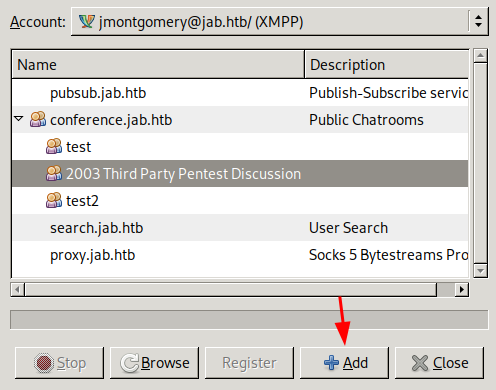 Account: jmontgomery@jab.htb/ (XMPP)
Name Description
pubsub.jab.htb Publish-Subscribe servic
conference.jab.htb Public Chatrooms
test
2003 Third Party Pentest Discussion
test2
search.jab.htb User Search
proxy.jab.htb Socks 5 Bytestreams Pro
Stop Browse Register Add Close